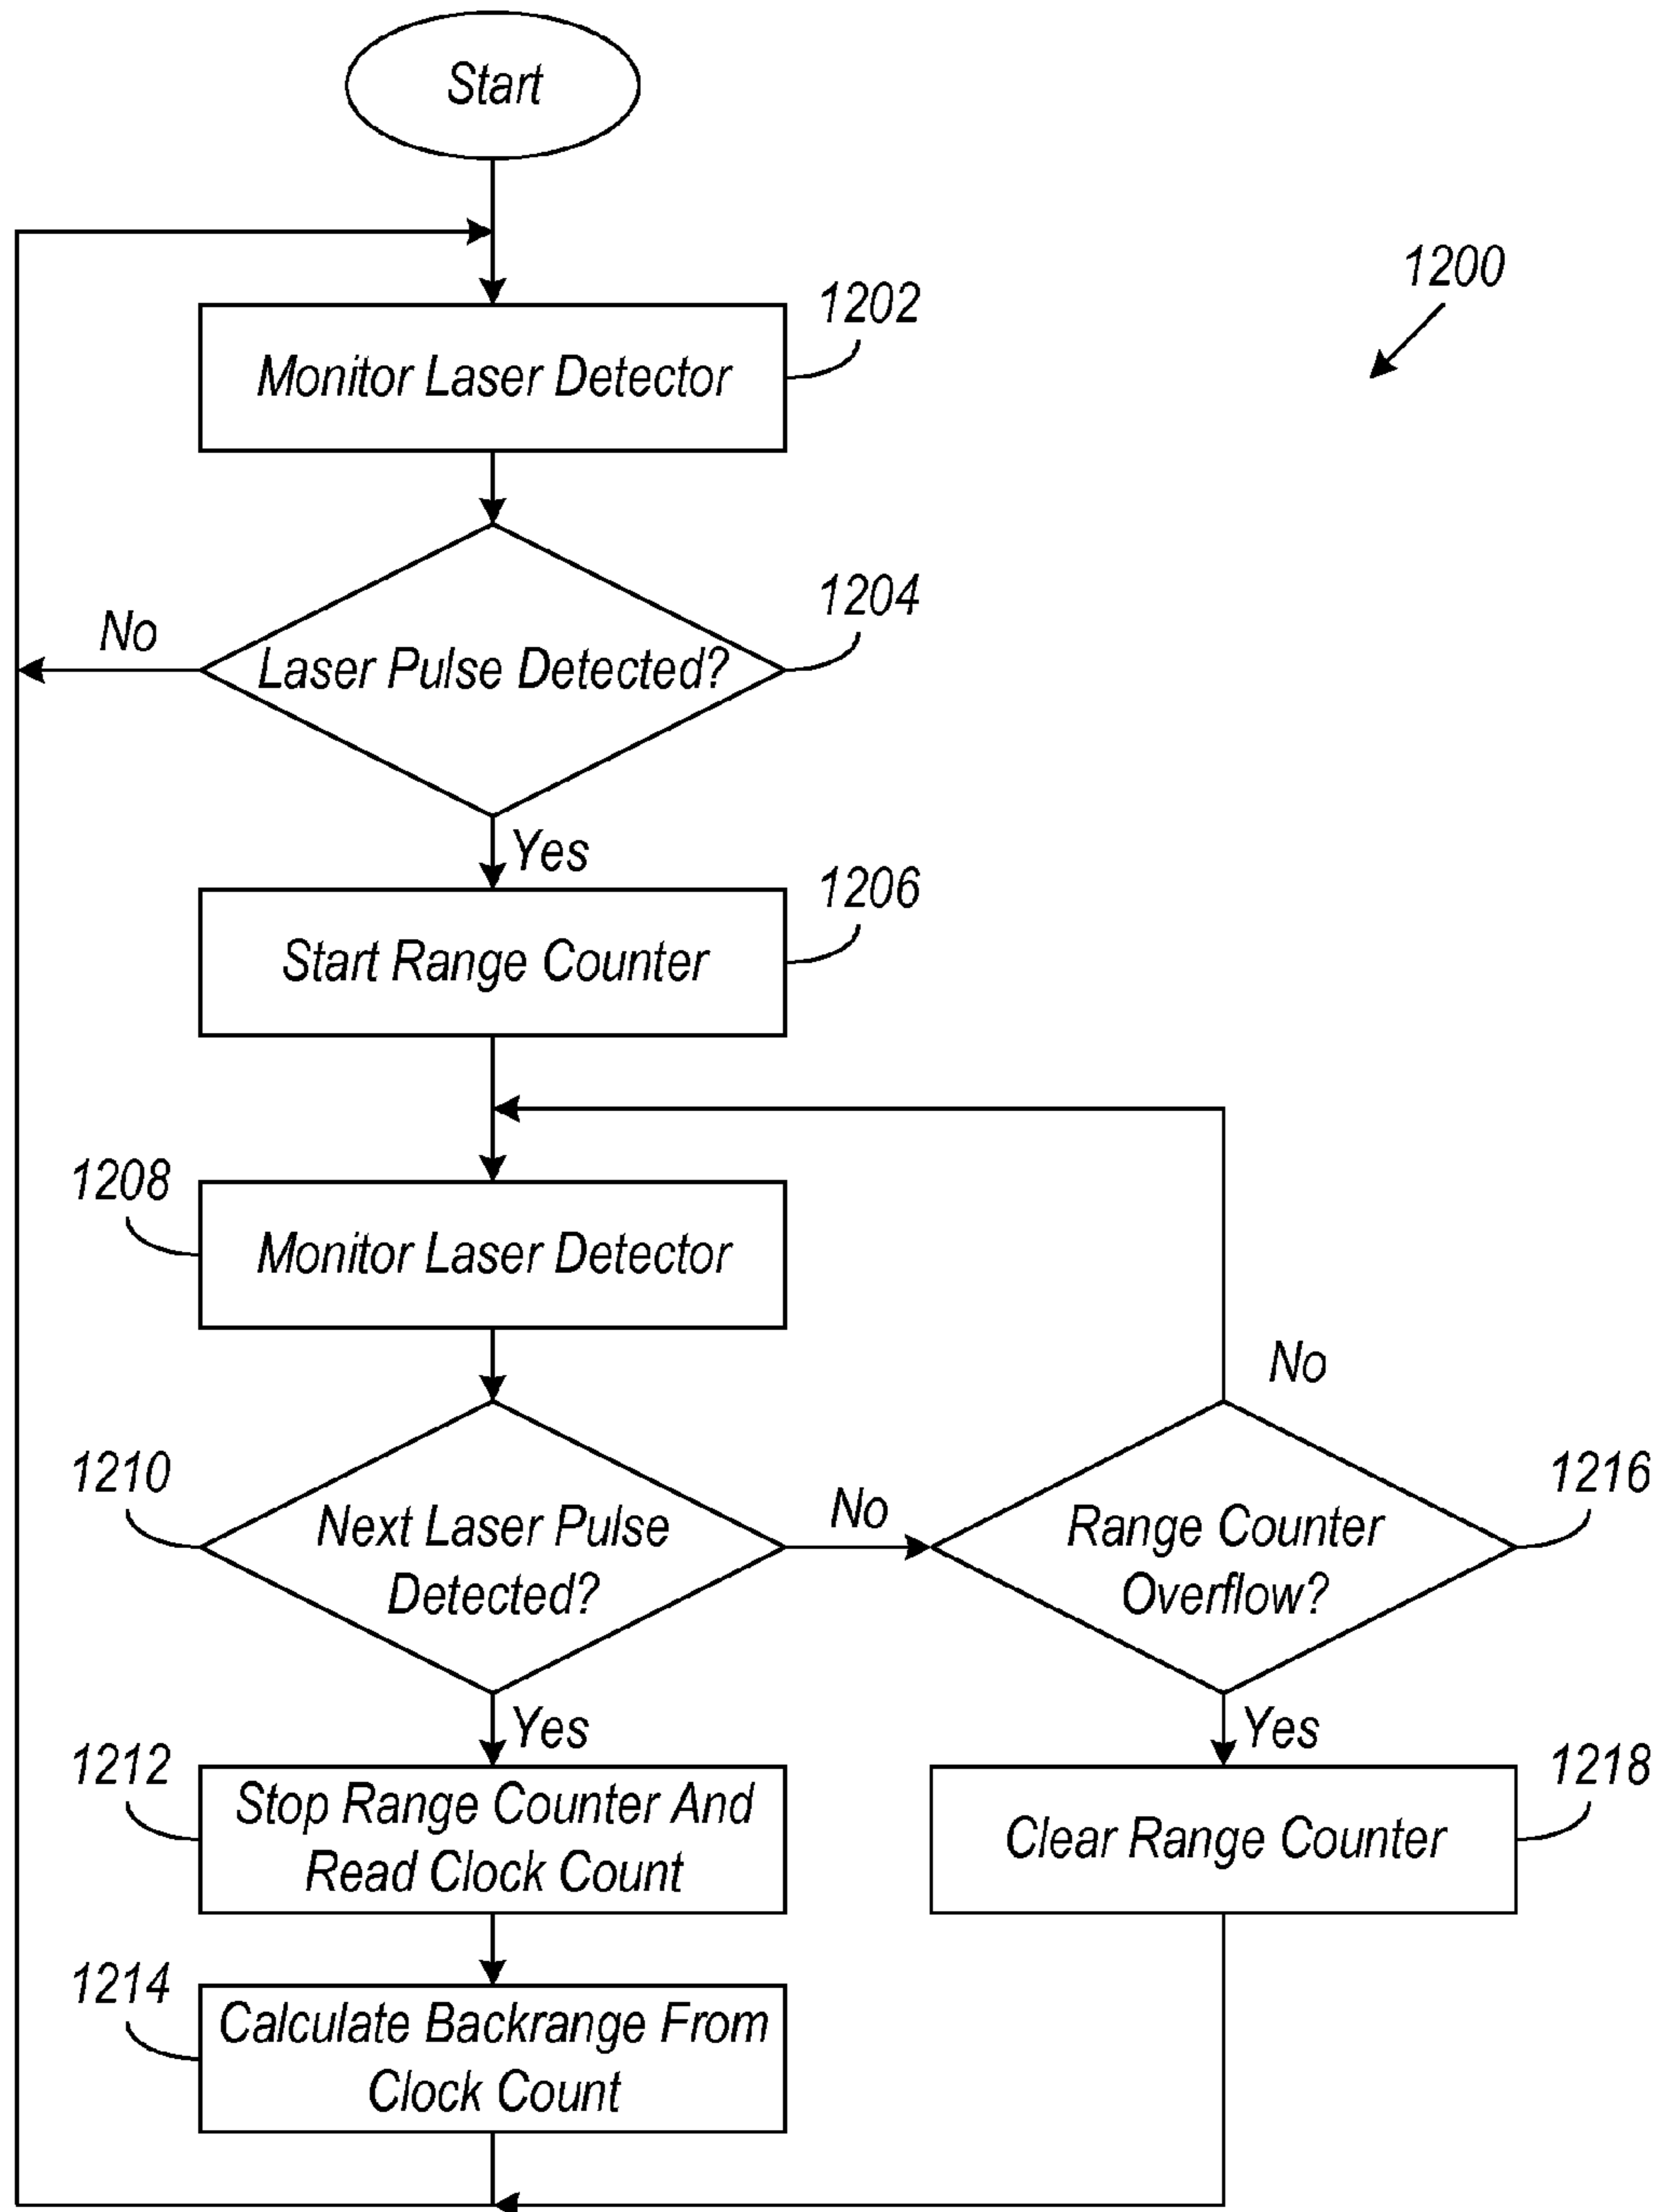 Start
1200
1202
Monitor Laser Detector
1204
No
Laser Pulse Detected?
Yes
1206
Start Range Counter
1208
Monitor Laser Detector
No
1210
1216
Next Laser Pulse
Detected?
No
Range Counter
Overflow?
Yes
Yes
1212
1218
Stop Range Counter And
Read Clock Count
Clear Range Counter
1214
Calculate Backrange From
Clock Count